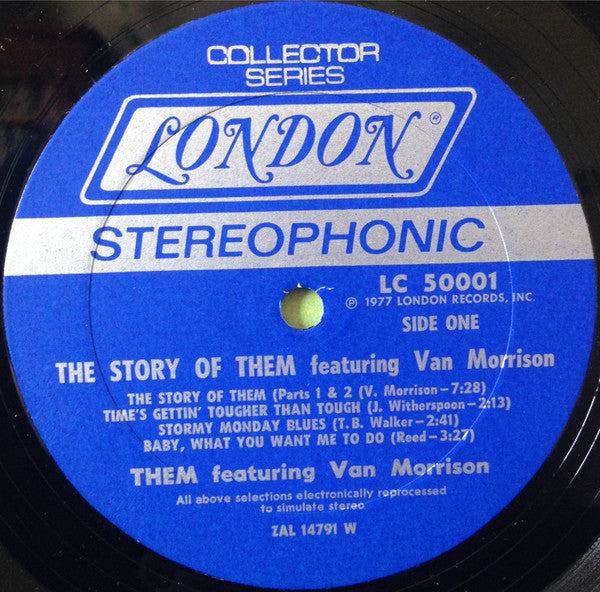 COLLECTOR
SERIES
LONDON®
STEREOPHONIC
LC 50001
℗ 1977 LONDON RECORDS, INC.
SIDE ONE
THE STORY OF THEM featuring Van Morrison
THE STORY OF THEM (Parts 1 & 2 (V. Morrison–7:28)
TIME'S GETTIN' TOUGHER THAN TOUGH (J. Witherspoon–2:13)
STORMY MONDAY BLUES (T.B. Walker–2:41)
BABY, WHAT YOU WANT ME TO DO (Reed–3:27)
THEM featuring Van Morrison
All above selections electronically reprocessed
to simulate stereo
ZAL 14791 W